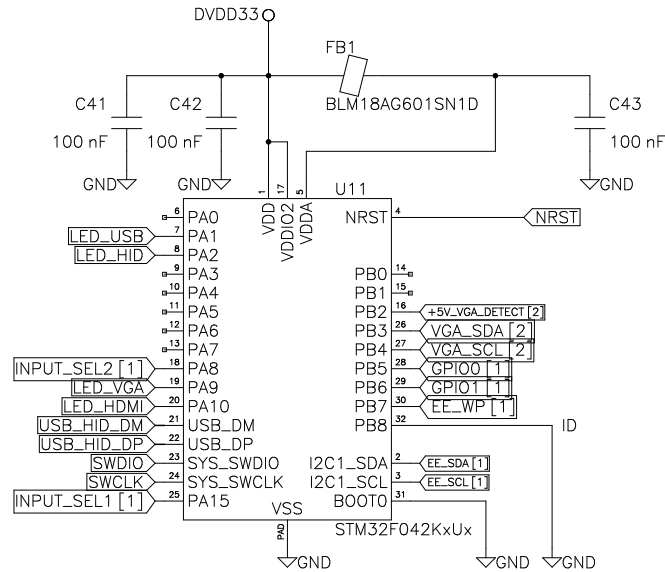 DVDD33
FB1
C41
C42
BLM18AG601SN1D
C43
100 nF
100 nF
100 nF
GND
GND
GND
U11
1
17
5
VDD
VDDIO2
VDDA
6 PA0
NRST 4 NRST
LED_USB 7 PA1
LED_HID 8 PA2
9 PA3
PB0 14
10 PA4
PB1 15
11 PA5
PB2 16 +5V_VGA_DETECT [2]
12 PA6
PB3 26 VGA_SDA [2]
13 PA7
PB4 27 VGA_SCL [2]
INPUT_SEL2 [1] 18 PA8
PB5 28 GPIO0 [1]
LED_VGA 19 PA9
PB6 29 GPIO1 [1]
LED_HDMI 20 PA10
PB7 30 EE_WP [1]
USB_HID_DM 21 USB_DM
PB8 32 ID
USB_HID_DP 22 USB_DP
SWDIO 23 SYS_SWDIO
I2C1_SDA 2 EE_SDA [1]
SWCLK 24 SYS_SWCLK
I2C1_SCL 3 EE_SCL [1]
INPUT_SEL1 [1] 25 PA15
BOOT0 31
VSS
PAD
STM32F042KxUx
GND
GND
GND